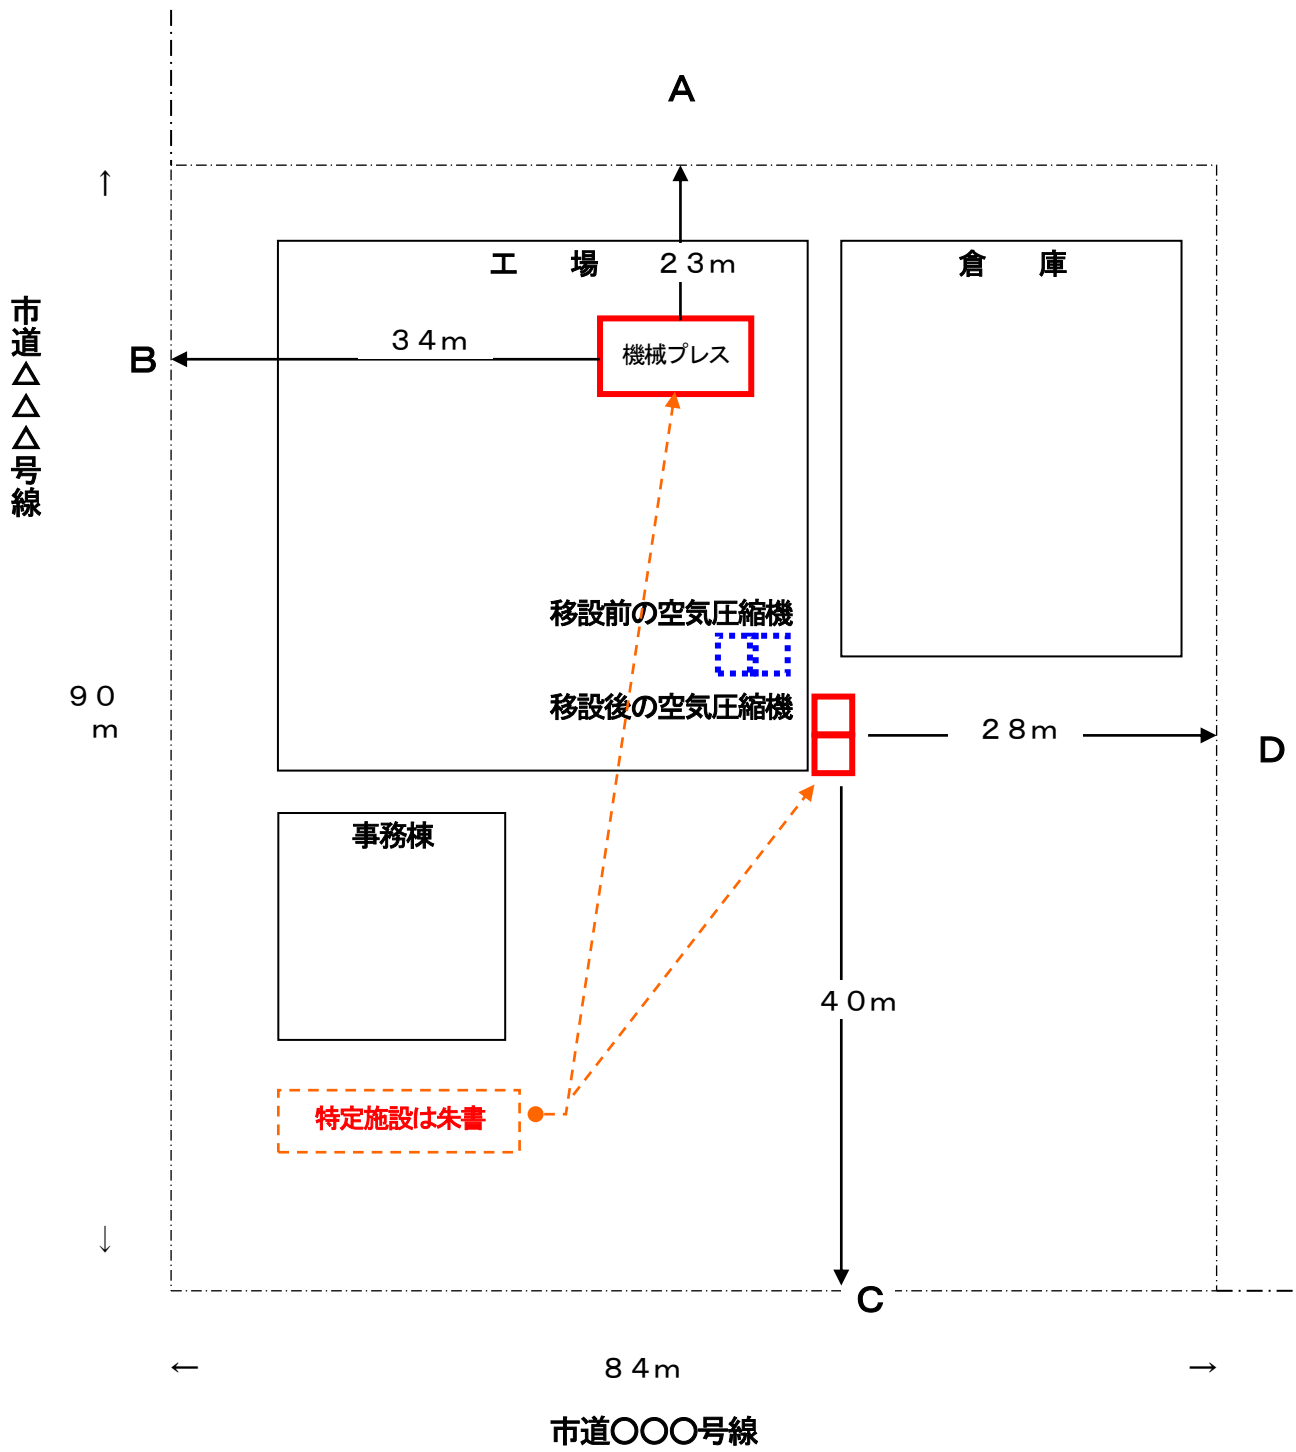 A
↑
工　場
２３ｍ
倉　庫
市道△△△号線
３４ｍ
B
機械プレス
移設前の空気圧縮機
９０
ｍ
移設後の空気圧縮機
２８ｍ
D
事務棟
４０ｍ
特定施設は朱書
↓
C
←
８４ｍ
→
市道〇〇〇号線